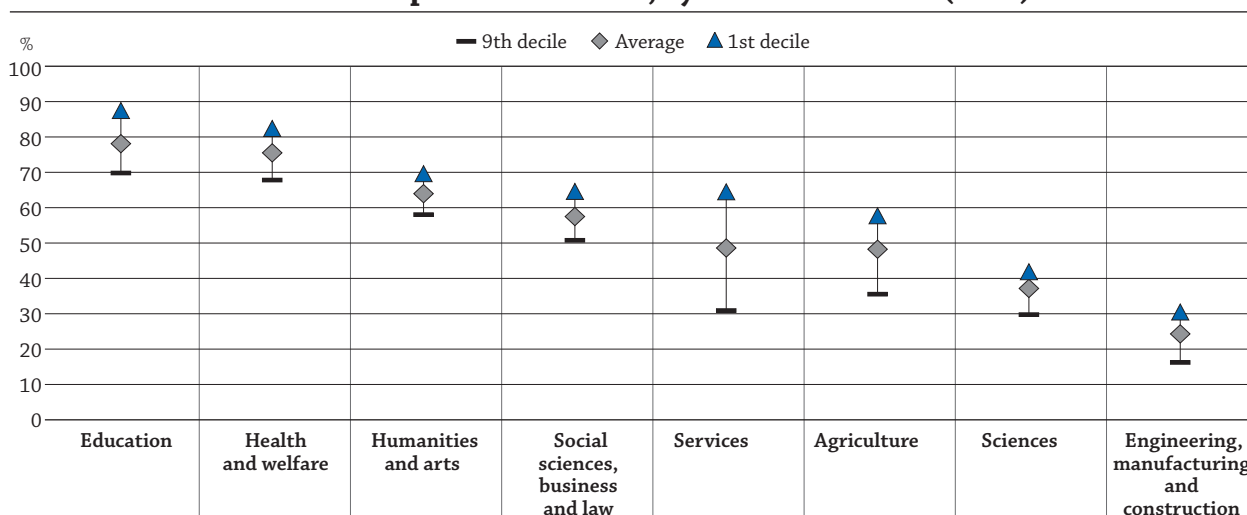 %
9th decile Average 1st decile
100
90
80
70
60
50
40
30
20
10
0
Education
Health
and welfare
Humanities
and arts
Social
sciences,
business
and law
Services
Agriculture
Sciences
Engineering,
manufacturing
and
construction